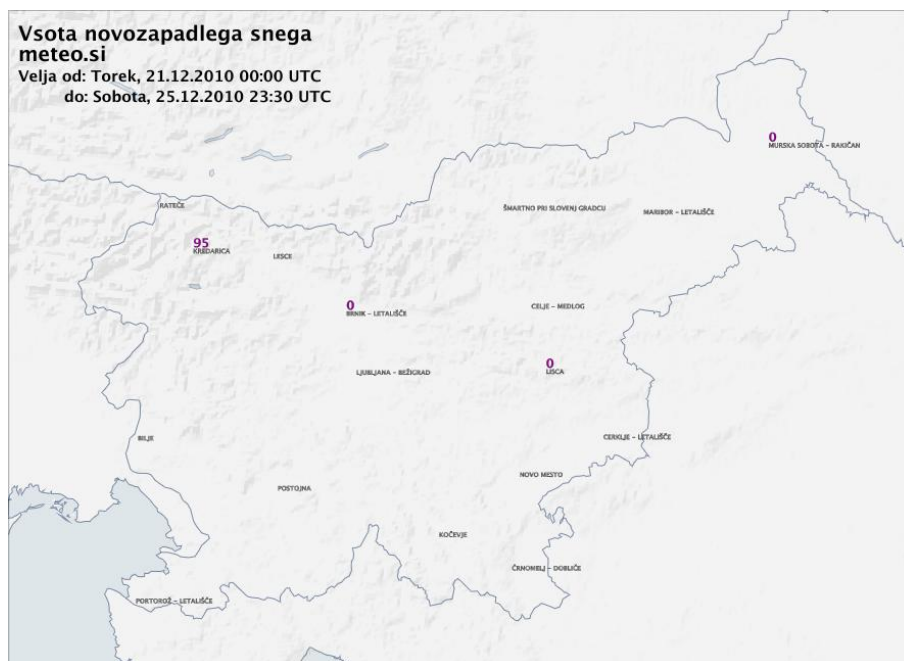 Vsota novozapadlega snega
meteo.si
Velja od: Torek, 21.12.2010 00:00 UTC
do: Sobota, 25.12.2010 23:30 UTC
0
MURSKA SOBOTA - RAKIČAN
RATEČE
ŠMARTNO PRI SLOVENJ GRADCU
MARIBOR - LETALIŠČE
95
KREDARICA
LESCE
0
BRNIK - LETALIŠČE
CELJE - MEDLOG
0
LISCA
LJUBLJANA - BEŽIGRAD
BILJE
CERKLJE - LETALIŠČE
NOVO MESTO
POSTOJNA
KOČEVJE
ČRNOMELJ - DOBLIČE
PORTOROŽ - LETALIŠČE